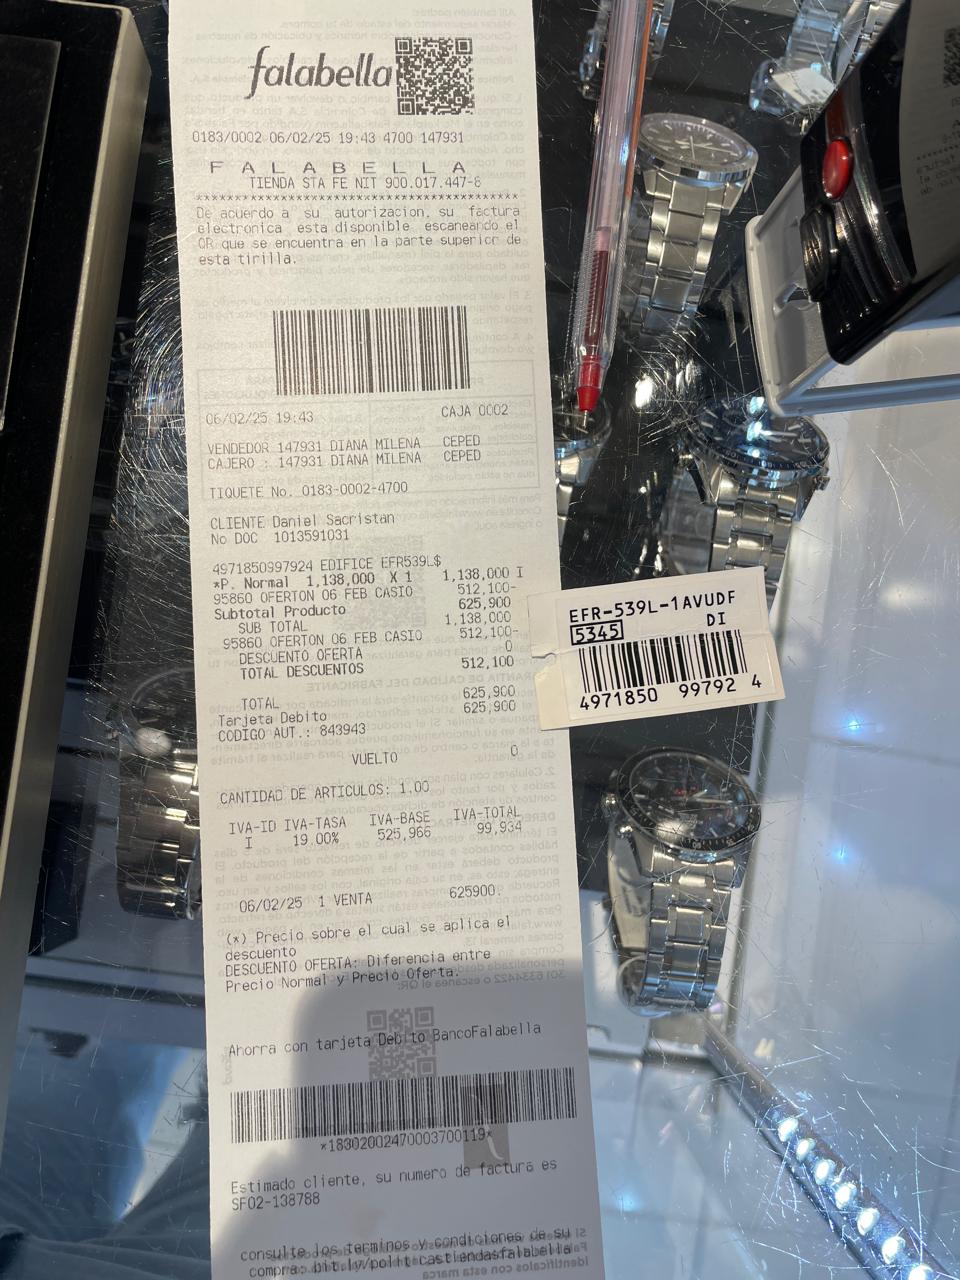 falabella
0183/0002 06/02/25 19:43 4700 147931
FALABELLA
TIENDA STA FE NIT 900.017.447-8
****************************************
De acuerdo a su autorizacion, su factura
electronica esta disponible escaneando el
QR que se encuentra en la parte superior de
esta tirilla.
06/02/25 19:43 CAJA 0002
VENDEDOR 147931 DIANA MILENA CEPED
CAJERO : 147931 DIANA MILENA CEPED
TIQUETE No. 0183-0002-4700
CLIENTE Daniel Sacristan
No DOC 1013591031
4971850997924 EDIFICE EFR539L$
*P. Normal 1,138,000 X 1 1,138,000 I
95860 OFERTON 06 FEB CASIO 512,100-
Subtotal Producto 625,900
SUB TOTAL 1,138,000
95860 OFERTON 06 FEB CASIO 512,100-
DESCUENTO OFERTA 0
TOTAL DESCUENTOS 512,100
TOTAL 625,900
Tarjeta Debito 625,900
CODIGO AUT.: 843943
VUELTO 0
CANTIDAD DE ARTICULOS: 1.00
IVA-ID IVA-TASA IVA-BASE IVA-TOTAL
I 19.00% 525,966 99,934
06/02/25 1 VENTA 625900.
(*) Precio sobre el cual se aplica el
descuento
DESCUENTO OFERTA: Diferencia entre
Precio Normal y Precio Oferta.
Ahorra con tarjeta Debito BancoFalabella
*18302002470003700119*
Estimado cliente, su numero de factura es
SF02-138788
consulte los terminos y condiciones de su
compra: bit.ly/politicastiendasfalabella
EFR-539L-1AVUDF
5345 DI
4971850 99792 4